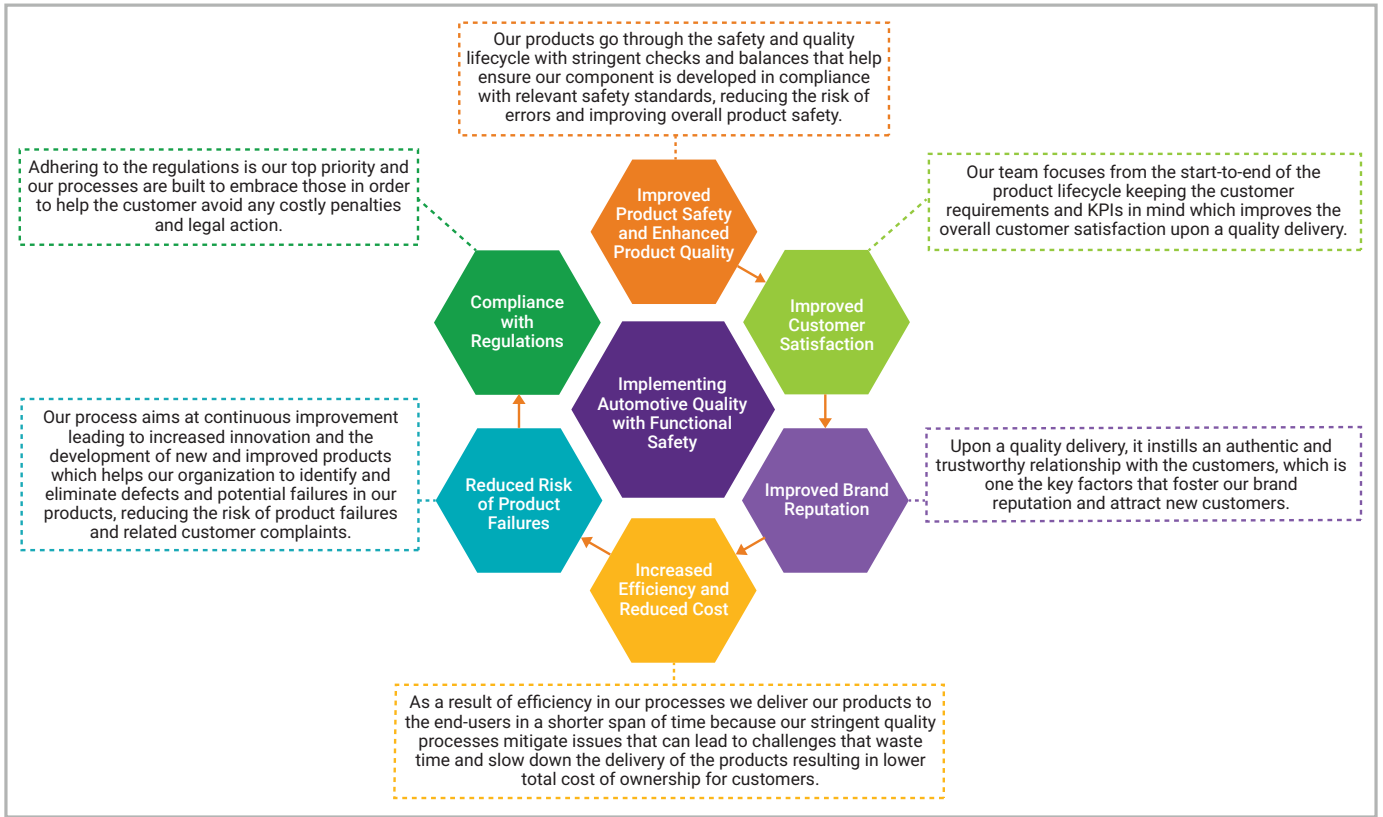 Our products go through the safety and quality
lifecycle with stringent checks and balances that help
ensure our component is developed in compliance
with relevant safety standards, reducing the risk of
errors and improving overall product safety.
Adhering to the regulations is our top priority and
our processes are built to embrace those in order
to help the customer avoid any costly penalties
and legal action.
Our team focuses from the start-to-end of the
product lifecycle keeping the customer
requirements and KPIs in mind which improves the
overall customer satisfaction upon a quality delivery.
Improved
Product Safety
and Enhanced
Product Quality
Compliance
with
Regulations
Improved
Customer
Satisfaction
Implementing
Automotive Quality
with Functional
Safety
Our process aims at continuous improvement
leading to increased innovation and the
development of new and improved products
which helps our organization to identify and
eliminate defects and potential failures in our
products, reducing the risk of product failures
and related customer complaints.
Reduced Risk
of Product
Failures
Improved Brand
Reputation
Upon a quality delivery, it instills an authentic and
trustworthy relationship with the customers, which is
one the key factors that foster our brand
reputation and attract new customers.
Increased
Efficiency and
Reduced Cost
As a result of efficiency in our processes we deliver our products to
the end-users in a shorter span of time because our stringent quality
processes mitigate issues that can lead to challenges that waste
time and slow down the delivery of the products resulting in lower
total cost of ownership for customers.